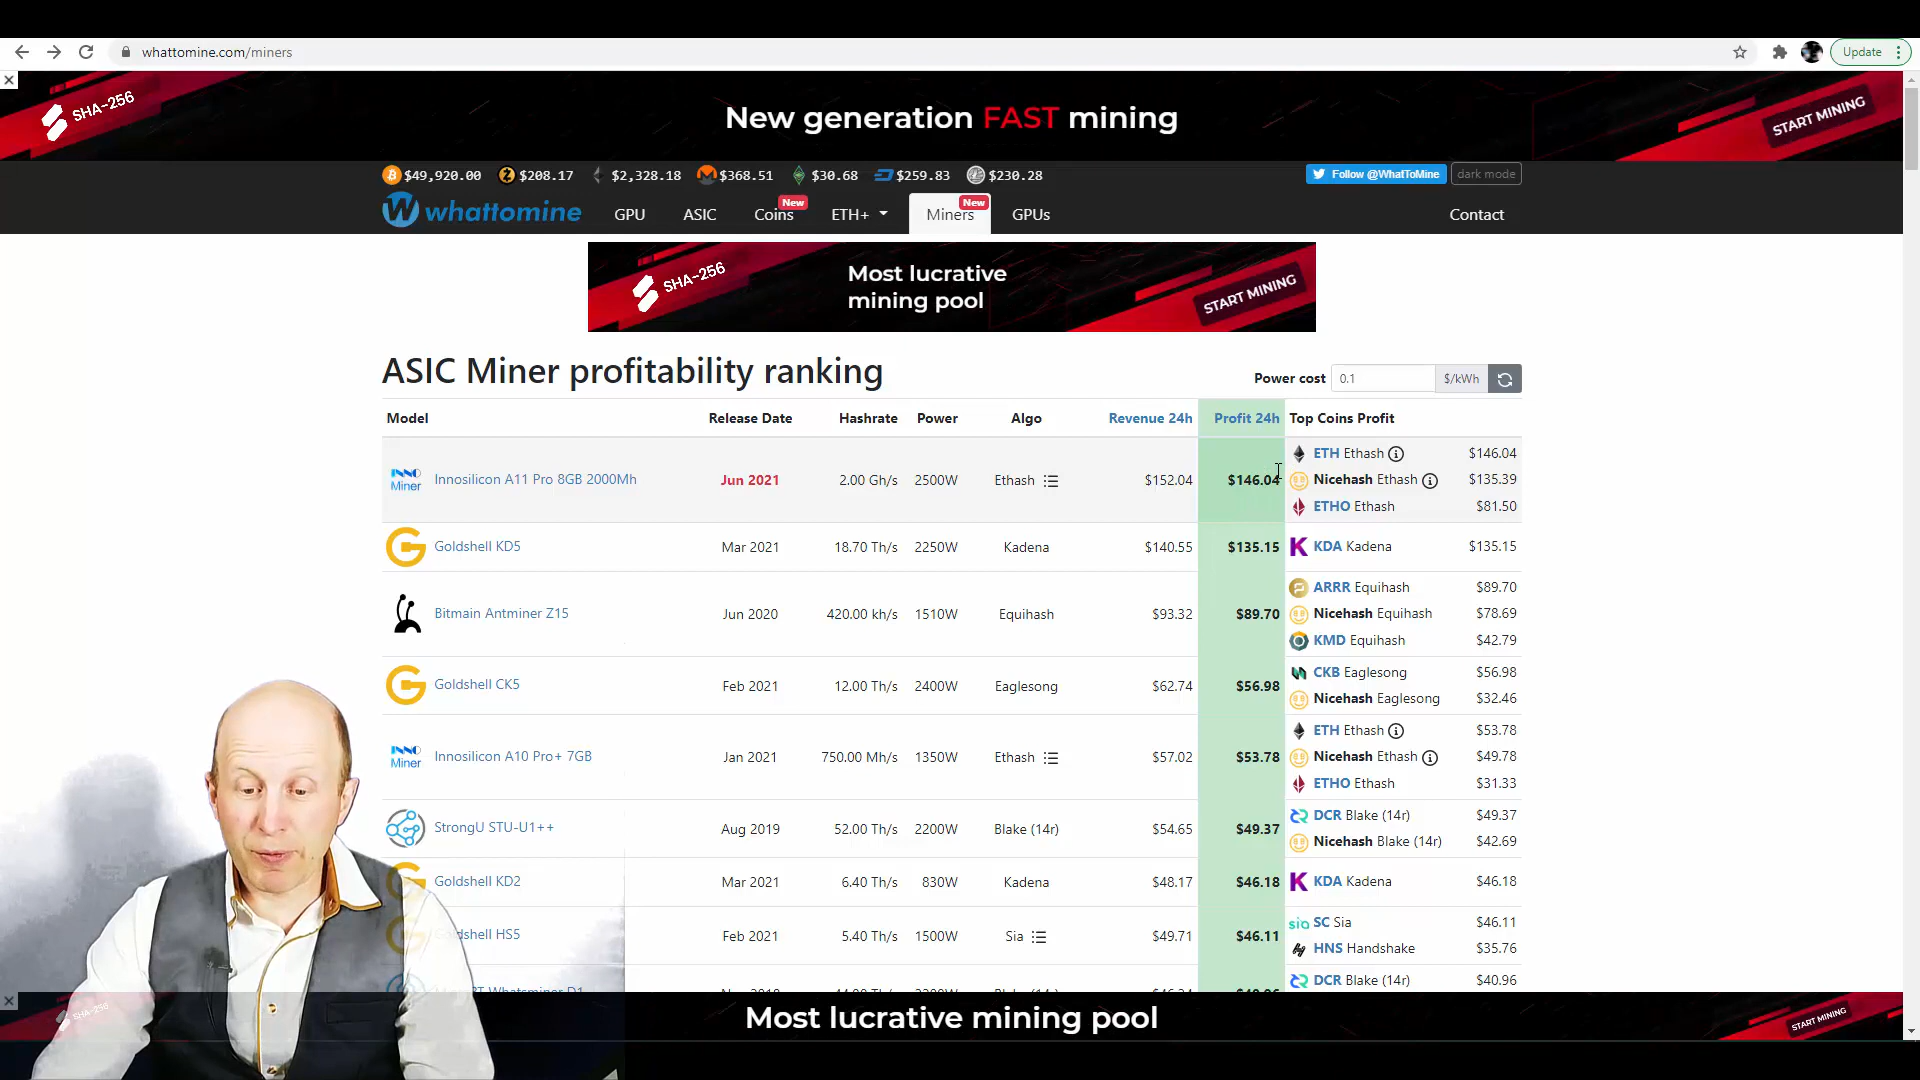 whattomine.com/miners
Update
SHA-256
New generation FAST mining
START MINING
$49,920.00 $208.17 $2,328.18 $368.51 $30.68 $259.83 $230.28
Follow @WhatToMine
dark mode
whattomine
GPU
ASIC
Coins New
ETH+
Miners New
GPUs
Contact
SHA-256
Most lucrative
mining pool
START MINING
ASIC Miner profitability ranking
Power cost 0.1 $/kWh
Model Release Date Hashrate Power Algo Revenue 24h Profit 24h Top Coins Profit
INNO Miner Innosilicon A11 Pro 8GB 2000Mh Jun 2021 2.00 Gh/s 2500W Ethash $152.04 $146.04
ETH Ethash $146.04
Nicehash Ethash $135.39
ETHO Ethash $81.50
Goldshell KD5 Mar 2021 18.70 Th/s 2250W Kadena $140.55 $135.15 KDA Kadena $135.15
Bitmain Antminer Z15 Jun 2020 420.00 kh/s 1510W Equihash $93.32 $89.70
ARRR Equihash $89.70
Nicehash Equihash $78.69
KMD Equihash $42.79
Goldshell CK5 Feb 2021 12.00 Th/s 2400W Eaglesong $62.74 $56.98
CKB Eaglesong $56.98
Nicehash Eaglesong $32.46
INNO Miner Innosilicon A10 Pro+ 7GB Jan 2021 750.00 Mh/s 1350W Ethash $57.02 $53.78
ETH Ethash $53.78
Nicehash Ethash $49.78
ETHO Ethash $31.33
StrongU STU-U1++ Aug 2019 52.00 Th/s 2200W Blake (14r) $54.65 $49.37
DCR Blake (14r) $49.37
Nicehash Blake (14r) $42.69
Goldshell KD2 Mar 2021 6.40 Th/s 830W Kadena $48.17 $46.18 KDA Kadena $46.18
HS5 Feb 2021 5.40 Th/s 1500W Sia $49.71 $46.11
sia SC Sia $46.11
HNS Handshake $35.76
DCR Blake (14r) $40.96
SHA-256
Most lucrative mining pool
START MINING